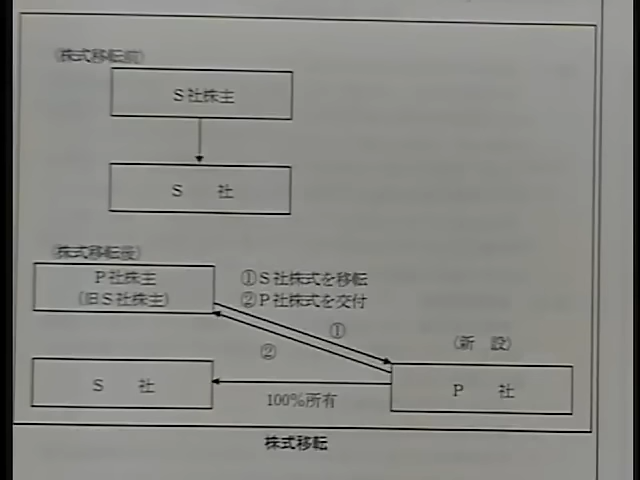 (株式移転前)
S社株主
S 社
(株式移転後)
P社株主
(旧S社株主)
①S社株式を移転
②P社株式を交付
①
②
(新 設)
S 社
100%所有
P 社
株式移転